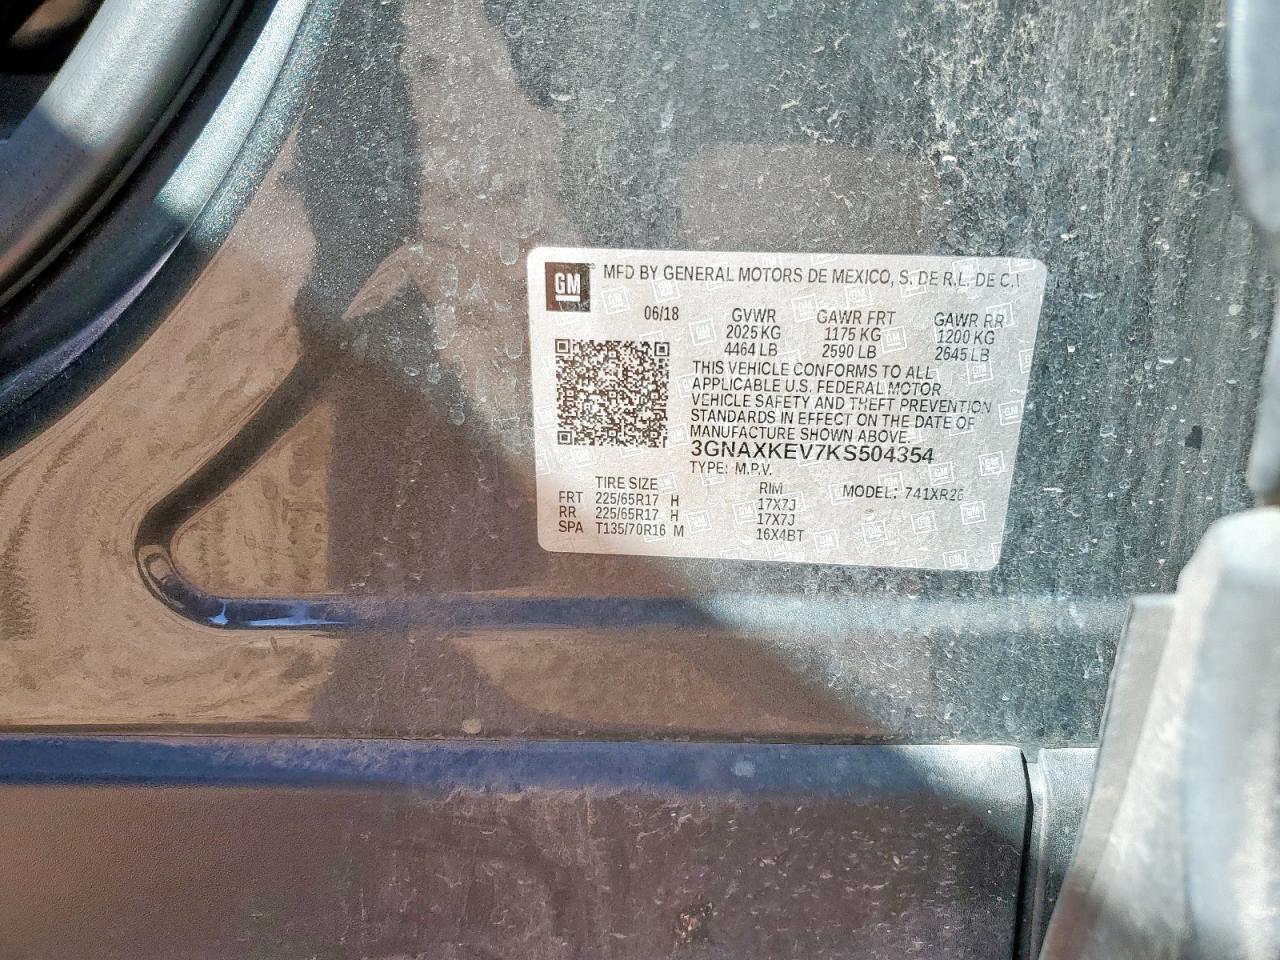 GM MFD BY GENERAL MOTORS DE MEXICO, S. DE R.L. DE C.V
06/18 GVWR GAWR FRT GAWR RR
2025 KG 1175 KG 1200 KG
4464 LB 2590 LB 2645 LB
THIS VEHICLE CONFORMS TO ALL
APPLICABLE U.S. FEDERAL MOTOR
VEHICLE SAFETY AND THEFT PREVENTION
STANDARDS IN EFFECT ON THE DATE OF
MANUFACTURE SHOWN ABOVE.
3GNAXKEV7KS504354
TYPE: M.P.V.
TIRE SIZE RIM MODEL: 741XR26
FRT 225/65R17 H 17X7J
RR 225/65R17 H 17X7J
SPA T135/70R16 M 16X4BT